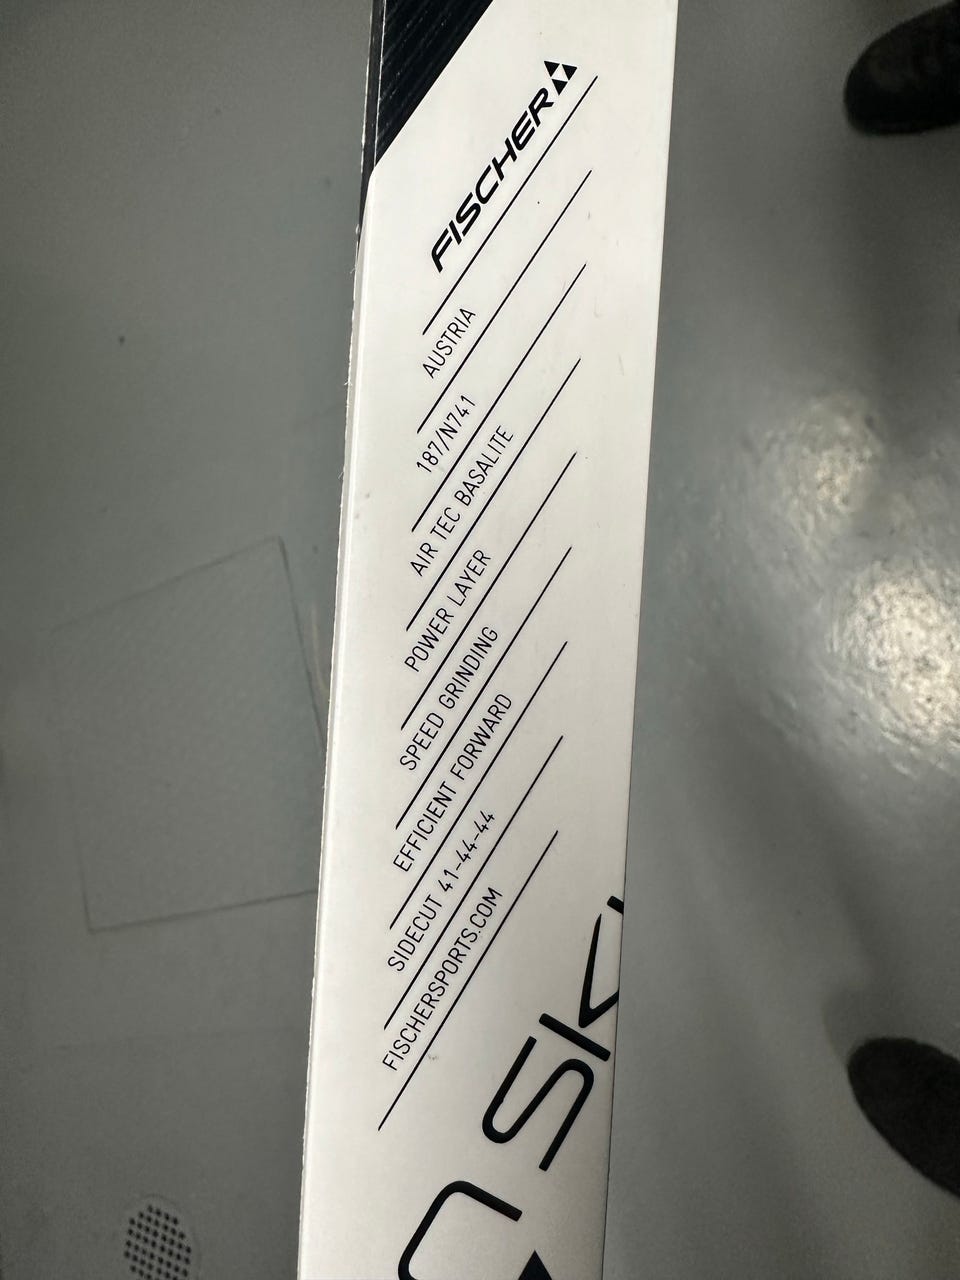 FISCHER
AUSTRIA
187/N741
AIR TEC BASALITE
POWER LAYER
SPEED GRINDING
EFFICIENT FORWARD
SIDECUT 41-44-44
FISCHERSPORTS.COM